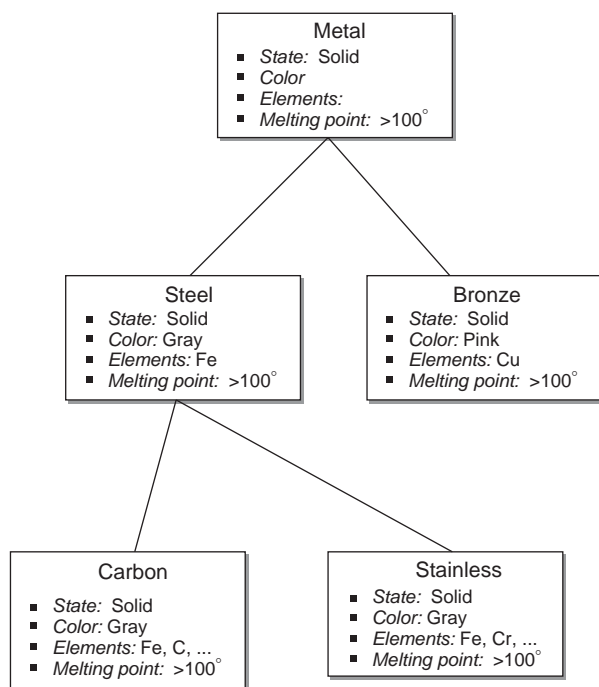 Metal
▪ State: Solid
▪ Color
▪ Elements:
▪ Melting point: >100°
Steel
▪ State: Solid
▪ Color: Gray
▪ Elements: Fe
▪ Melting point: >100°
Bronze
▪ State: Solid
▪ Color: Pink
▪ Elements: Cu
▪ Melting point: >100°
Carbon
▪ State: Solid
▪ Color: Gray
▪ Elements: Fe, C, ...
▪ Melting point: >100°
Stainless
▪ State: Solid
▪ Color: Gray
▪ Elements: Fe, Cr, ...
▪ Melting point: >100°